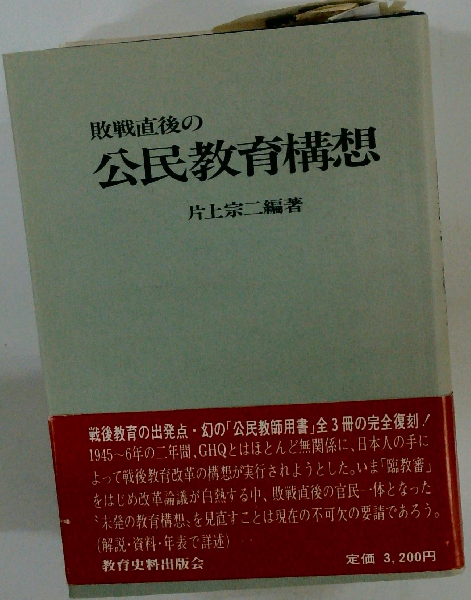 敗戦直後の
公民教育構想
片上宗二編著
戦後教育の出発点・幻の「公民教師用書」全3冊の完全復刻!
1945〜6年の二年間、GHQとはほとんど無関係に、日本人の手に
よって戦後教育改革の構想が実行されようとした。いま「臨教審」
をはじめ改革論議が白熱する中、敗戦直後の官民一体となった
〝未発の教育構想〟を見直すことは現在の不可欠の要請であろう。
(解説・資料・年表で詳述)
教育史料出版会
定価 3,200円